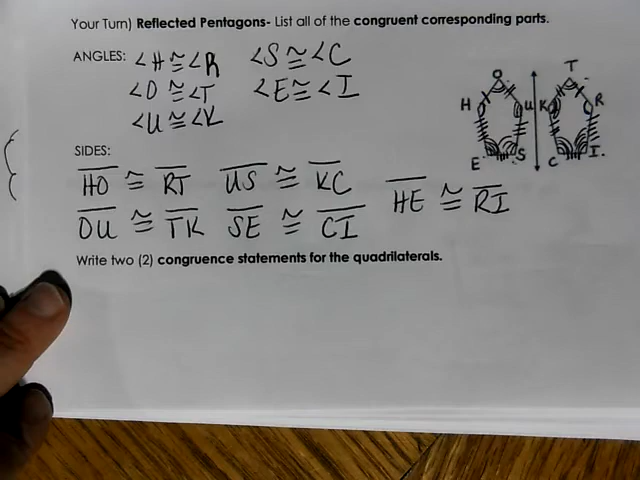 Your Turn) Reflected Pentagons- List all of the congruent corresponding parts.
ANGLES: ∠H ≅ ∠R ∠S ≅ ∠C
∠O ≅ ∠T ∠E ≅ ∠I
∠U ≅ ∠K
O T
H U K R
E S C I
SIDES:
HO ≅ RT US ≅ KC HE ≅ RI
OU ≅ TK SE ≅ CI
Write two (2) congruence statements for the quadrilaterals.